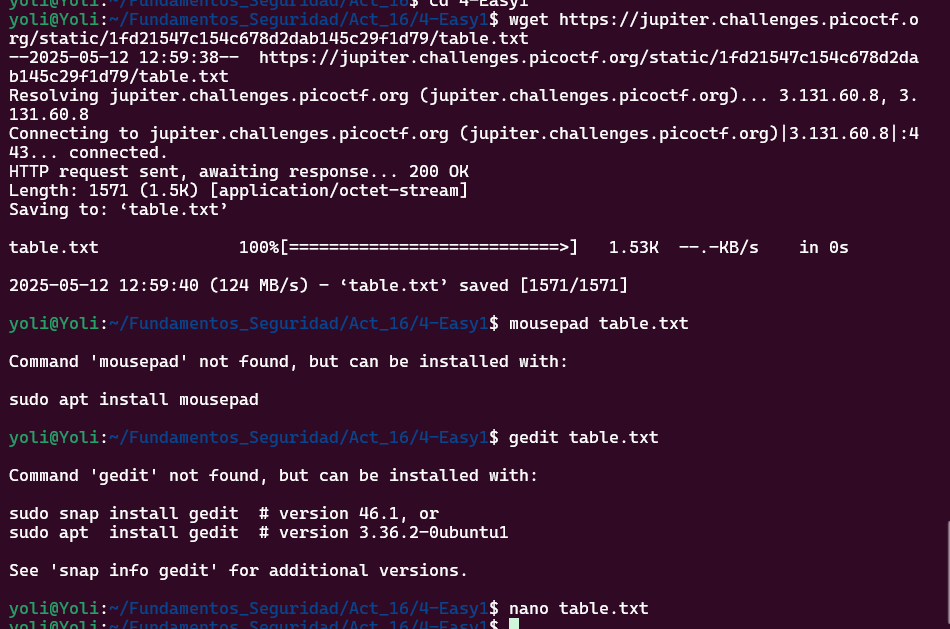 yoli@Yoli:~/Fundamentos_Seguridad/Act_16$ cd 4-Easy1
yoli@Yoli:~/Fundamentos_Seguridad/Act_16/4-Easy1$ wget https://jupiter.challenges.picoctf.o
rg/static/1fd21547c154c678d2dab145c29f1d79/table.txt
--2025-05-12 12:59:38--  https://jupiter.challenges.picoctf.org/static/1fd21547c154c678d2da
b145c29f1d79/table.txt
Resolving jupiter.challenges.picoctf.org (jupiter.challenges.picoctf.org)... 3.131.60.8, 3.
131.60.8
Connecting to jupiter.challenges.picoctf.org (jupiter.challenges.picoctf.org)|3.131.60.8|:4
43... connected.
HTTP request sent, awaiting response... 200 OK
Length: 1571 (1.5K) [application/octet-stream]
Saving to: ‘table.txt’
table.txt              100%[===========================>]   1.53K  --.-KB/s    in 0s
2025-05-12 12:59:40 (124 MB/s) - ‘table.txt’ saved [1571/1571]
yoli@Yoli:~/Fundamentos_Seguridad/Act_16/4-Easy1$ mousepad table.txt
Command 'mousepad' not found, but can be installed with:
sudo apt install mousepad
yoli@Yoli:~/Fundamentos_Seguridad/Act_16/4-Easy1$ gedit table.txt
Command 'gedit' not found, but can be installed with:
sudo snap install gedit  # version 46.1, or
sudo apt  install gedit  # version 3.36.2-0ubuntu1
See 'snap info gedit' for additional versions.
yoli@Yoli:~/Fundamentos_Seguridad/Act_16/4-Easy1$ nano table.txt
yoli@Yoli:~/Fundamentos_Seguridad/Act_16/4-Easy1$